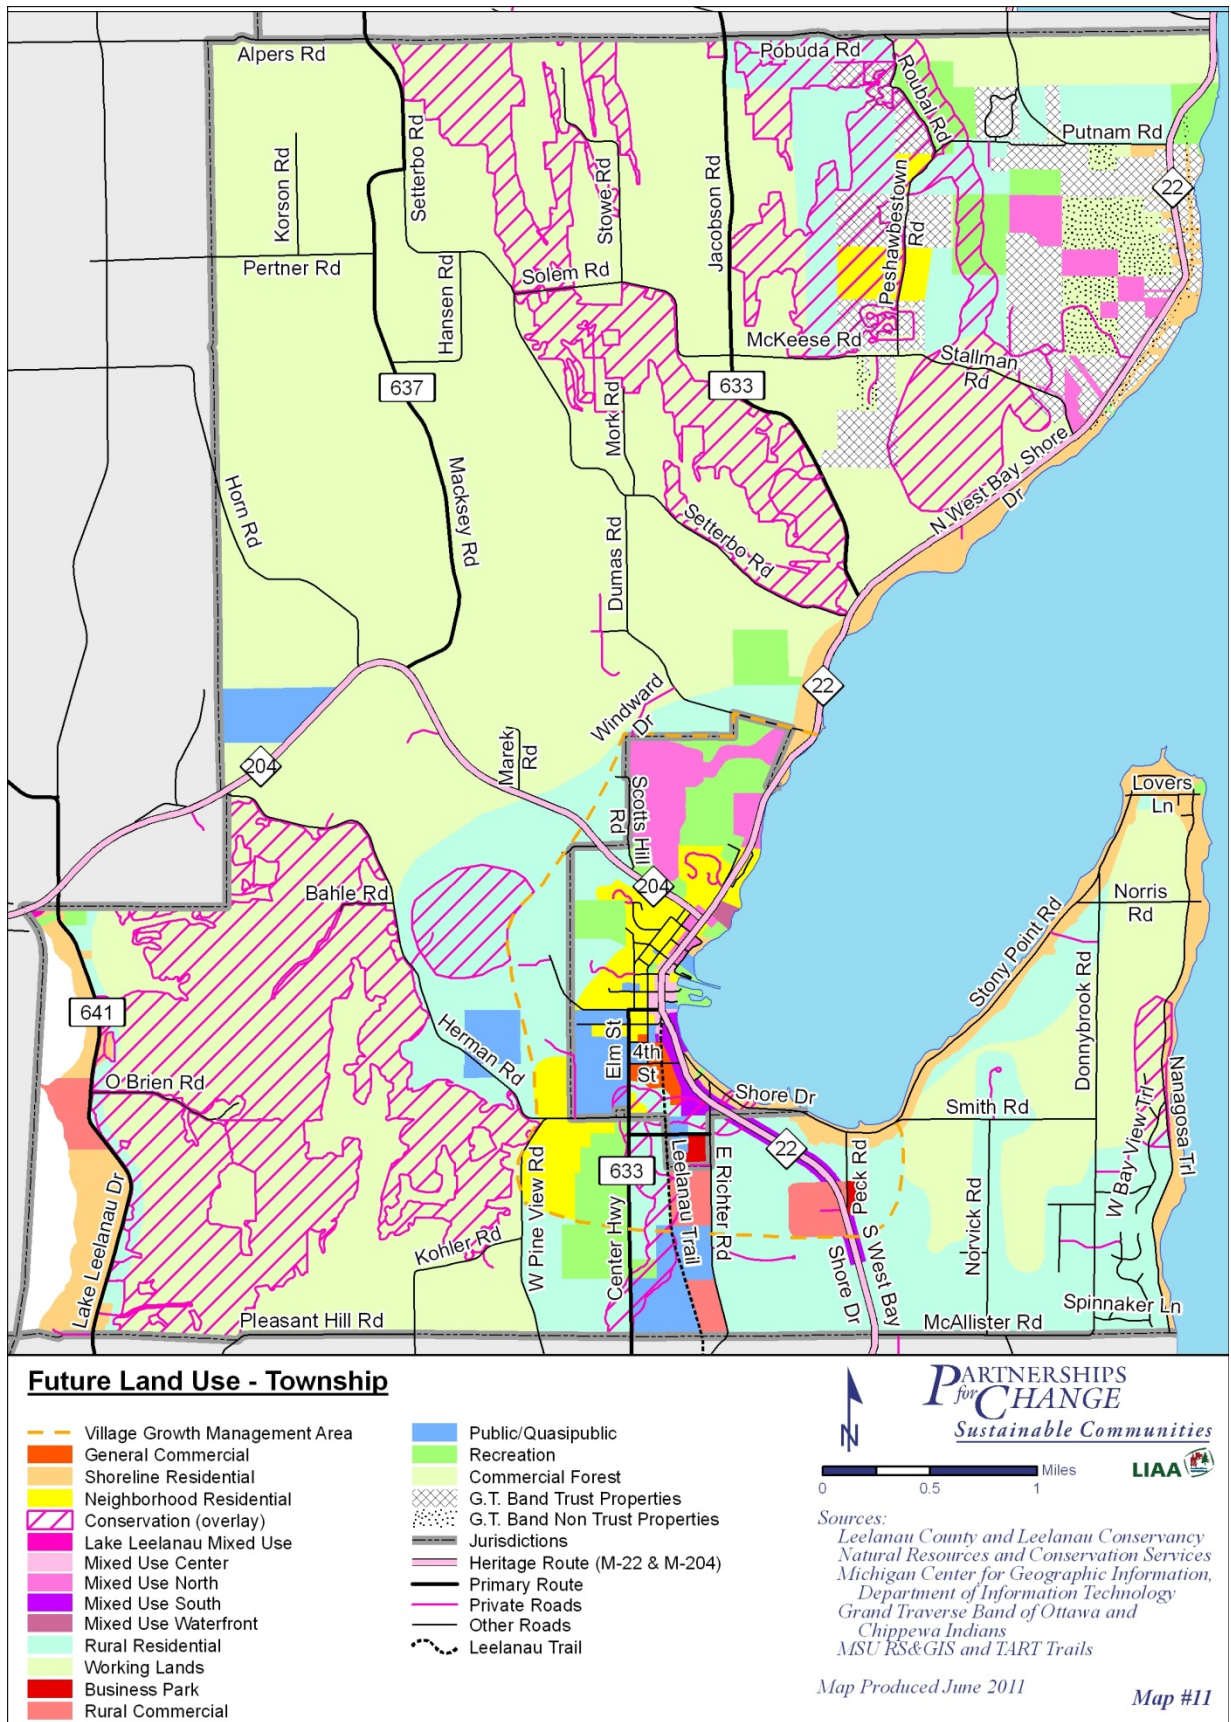 Alpers Rd
Pobuda Rd
Roubal Rd
Putnam Rd
Setterbo Rd
Korson Rd
Stowe Rd
Jacobson Rd
22
Peshawbestown
Rd
Pertner Rd
Solem Rd
Hansen Rd
McKeese Rd
Stallman
Rd
637
633
Mork Rd
Horn Rd
Macksey Rd
N West Bay Shore
Dr
Setterbo Rd
Dumas Rd
22
Windward
Dr
Marek
Rd
204
Scotts Hill
Rd
Lovers
Ln
204
Bahle Rd
Norris
Rd
Stony Point Rd
Donnybrook Rd
641
Herman Rd
Elm St
4th
St
O Brien Rd
Shore Dr
Smith Rd
Nanagosa Trl
W Bay View Trl
22
633
Leelanau Trail
E Richter Rd
Peck Rd
W Pine View Rd
Center Hwy
Norvick Rd
Lake Leelanau Dr
Kohler Rd
S West Bay
Shore Dr
Pleasant Hill Rd
McAllister Rd
Spinnaker Ln
Future Land Use - Township
Village Growth Management Area
General Commercial
Shoreline Residential
Neighborhood Residential
Conservation (overlay)
Lake Leelanau Mixed Use
Mixed Use Center
Mixed Use North
Mixed Use South
Mixed Use Waterfront
Rural Residential
Working Lands
Business Park
Rural Commercial
Public/Quasipublic
Recreation
Commercial Forest
G.T. Band Trust Properties
G.T. Band Non Trust Properties
Jurisdictions
Heritage Route (M-22 & M-204)
Primary Route
Private Roads
Other Roads
Leelanau Trail
N
PARTNERSHIPS
for CHANGE
Sustainable Communities
Miles
0 0.5 1
LIAA
Sources:
Leelanau County and Leelanau Conservancy
Natural Resources and Conservation Services
Michigan Center for Geographic Information,
Department of Information Technology
Grand Traverse Band of Ottawa and
Chippewa Indians
MSU RS&GIS and TART Trails
Map Produced June 2011
Map #11